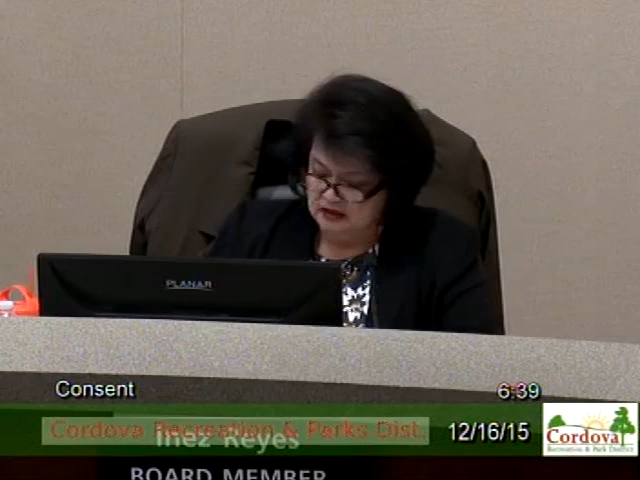 PLANAR
Consent
6:39
Cordova Recreation & Parks Dist.
Inez Reyes
12/16/15
Cordova
Recreation & Park District
BOARD MEMBER